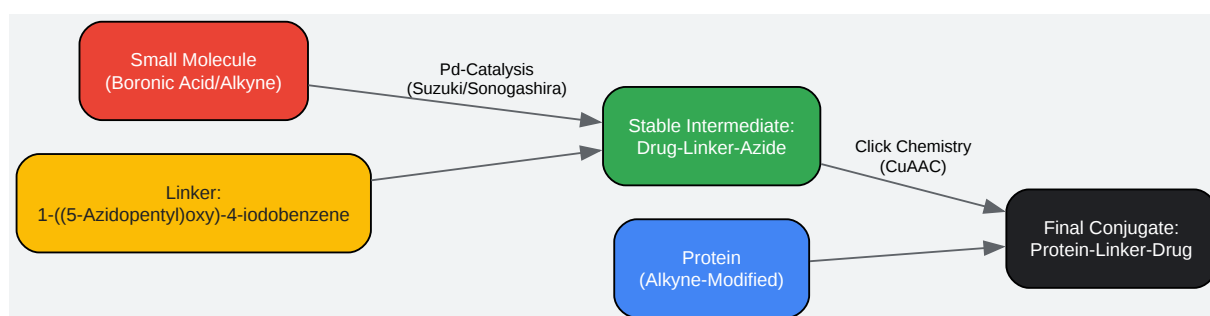 Small Molecule
(Boronic Acid/Alkyne)
Pd-Catalysis
(Suzuki/Sonogashira)
Linker:
1-((5-Azidopentyl)oxy)-4-iodobenzene
Stable Intermediate:
Drug-Linker-Azide
Click Chemistry
(CuAAC)
Protein
(Alkyne-Modified)
Final Conjugate:
Protein-Linker-Drug